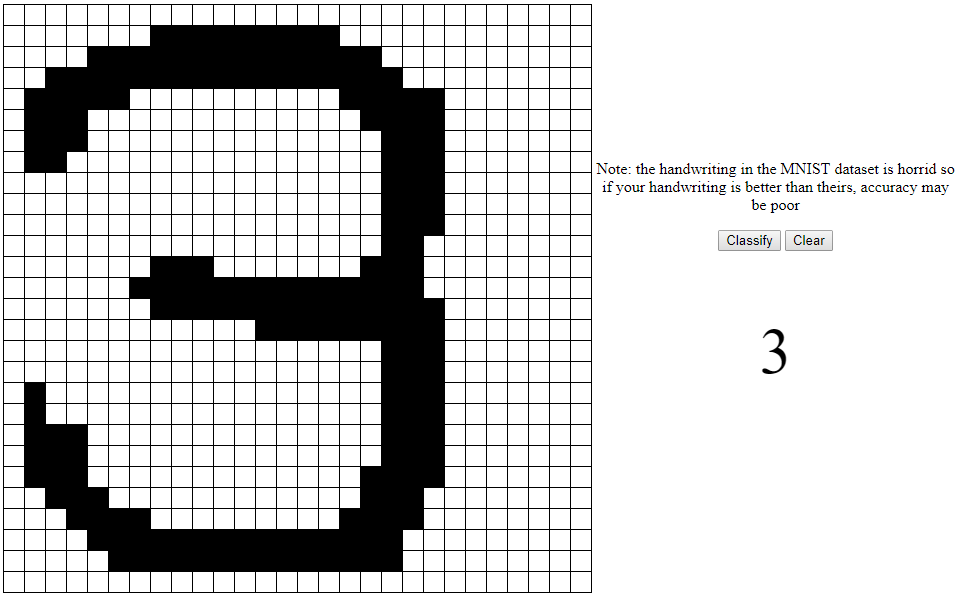 3
Note: the handwriting in the MNIST dataset is horrid so
if your handwriting is better than theirs, accuracy may
be poor
Classify Clear
3